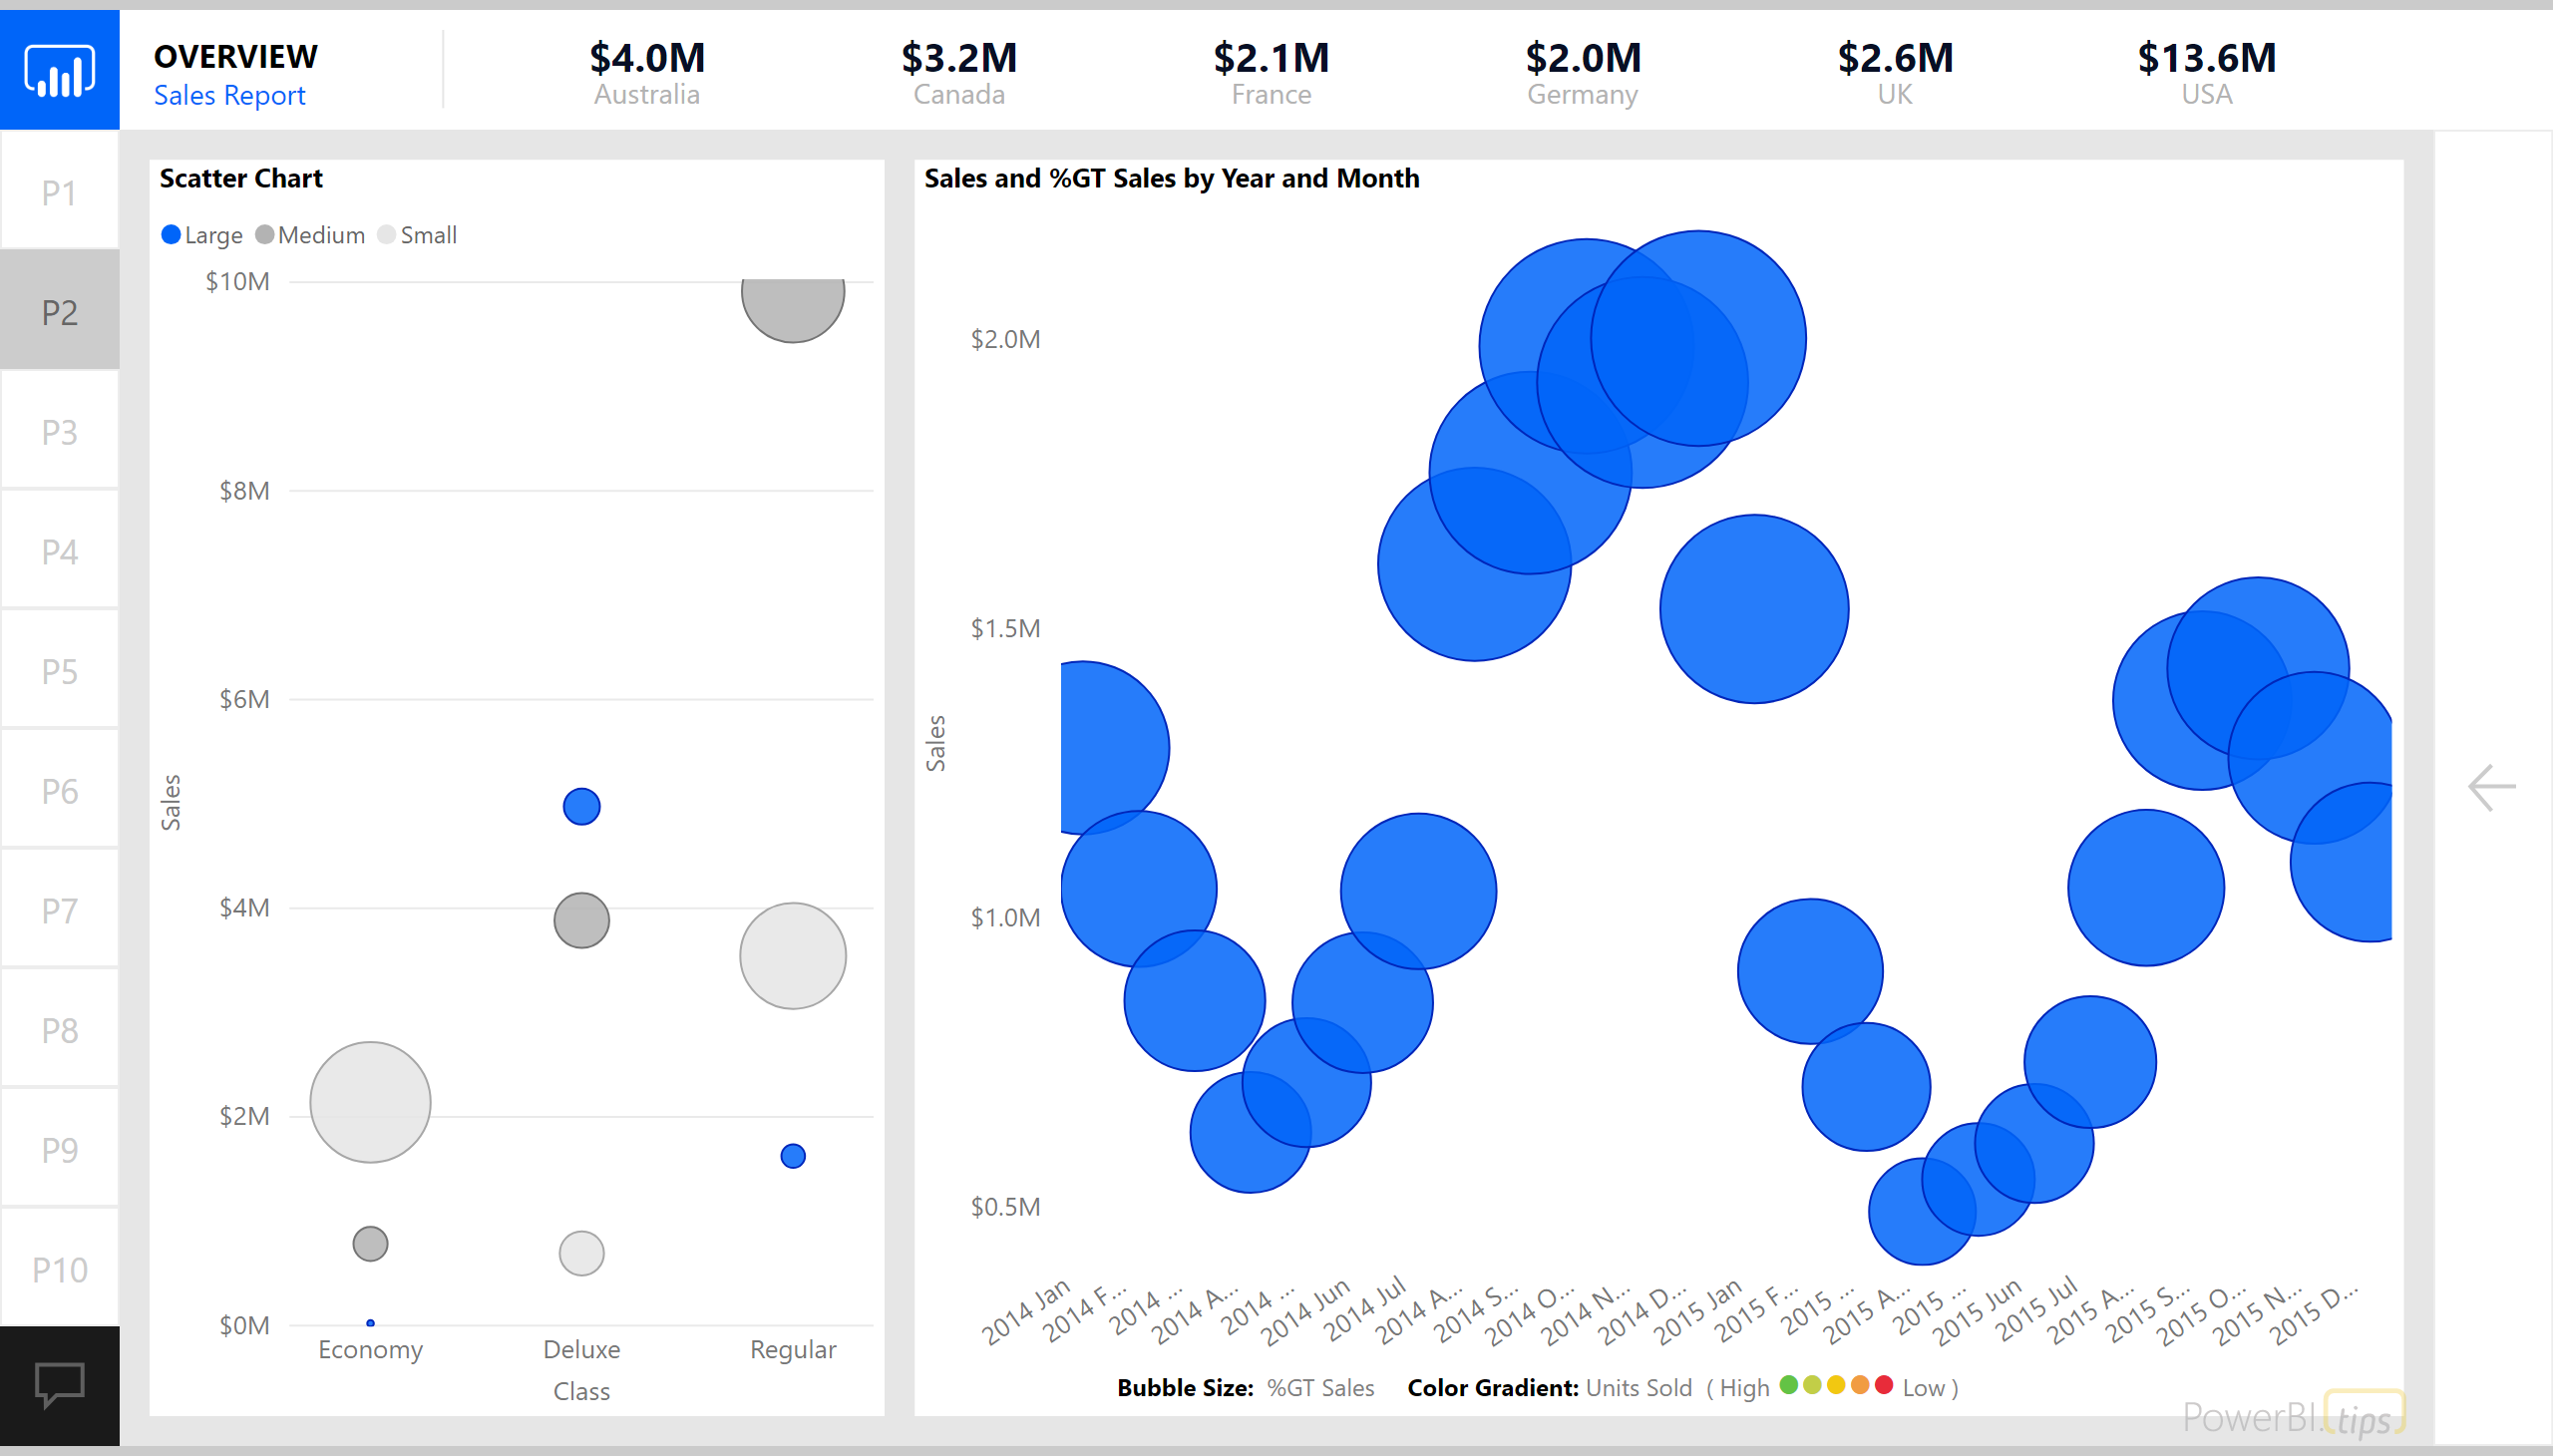 OVERVIEW
Sales Report
$4.0M
Australia
$3.2M
Canada
$2.1M
France
$2.0M
Germany
$2.6M
UK
$13.6M
USA
P1
P2
P3
P4
P5
P6
P7
P8
P9
P10
Scatter Chart
Large Medium Small
$10M
$8M
$6M
$4M
$2M
$0M
Sales
Economy Deluxe Regular
Class
Sales and %GT Sales by Year and Month
$2.0M
$1.5M
$1.0M
$0.5M
Sales
2014 Jan
2014 F...
2014 ...
2014 A...
2014 ...
2014 Jun
2014 Jul
2014 A...
2014 S...
2014 O...
2014 N...
2014 D...
2015 Jan
2015 F...
2015 ...
2015 A...
2015 ...
2015 Jun
2015 Jul
2015 A...
2015 S...
2015 O...
2015 N...
2015 D...
Bubble Size: %GT Sales Color Gradient: Units Sold ( High Low )
PowerBI.tips